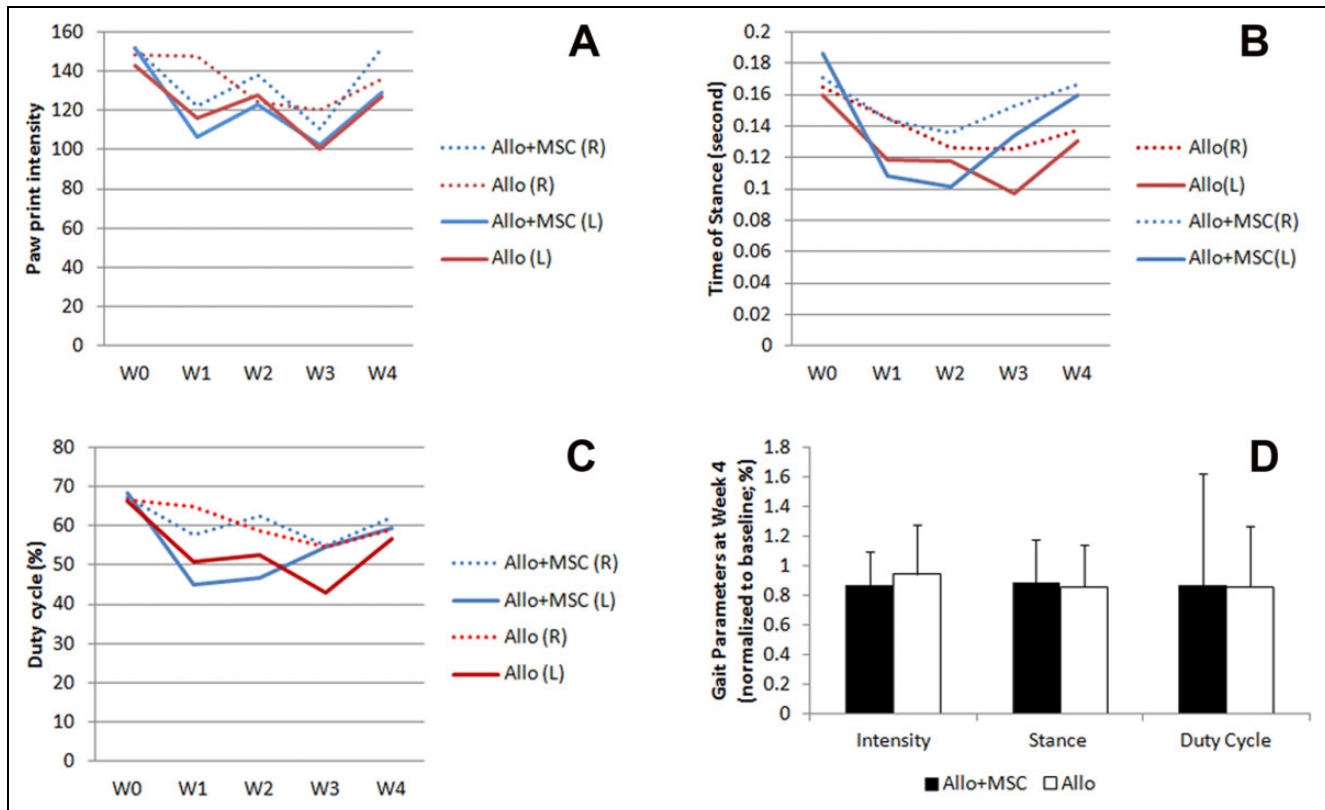 A
Paw print intensity
160
140
120
100
80
60
40
20
0
W0 W1 W2 W3 W4
Allo+MSC (R)
Allo (R)
Allo+MSC (L)
Allo (L)
B
Time of Stance (second)
0.2
0.18
0.16
0.14
0.12
0.1
0.08
0.06
0.04
0.02
0
W0 W1 W2 W3 W4
Allo(R)
Allo(L)
Allo+MSC(R)
Allo+MSC(L)
C
Duty cycle (%)
80
70
60
50
40
30
20
10
0
W0 W1 W2 W3 W4
Allo+MSC (R)
Allo+MSC (L)
Allo (R)
Allo (L)
D
Gait Parameters at Week 4
(normalized to baseline; %)
1.8
1.6
1.4
1.2
1
0.8
0.6
0.4
0.2
0
Intensity Stance Duty Cycle
Allo+MSC Allo